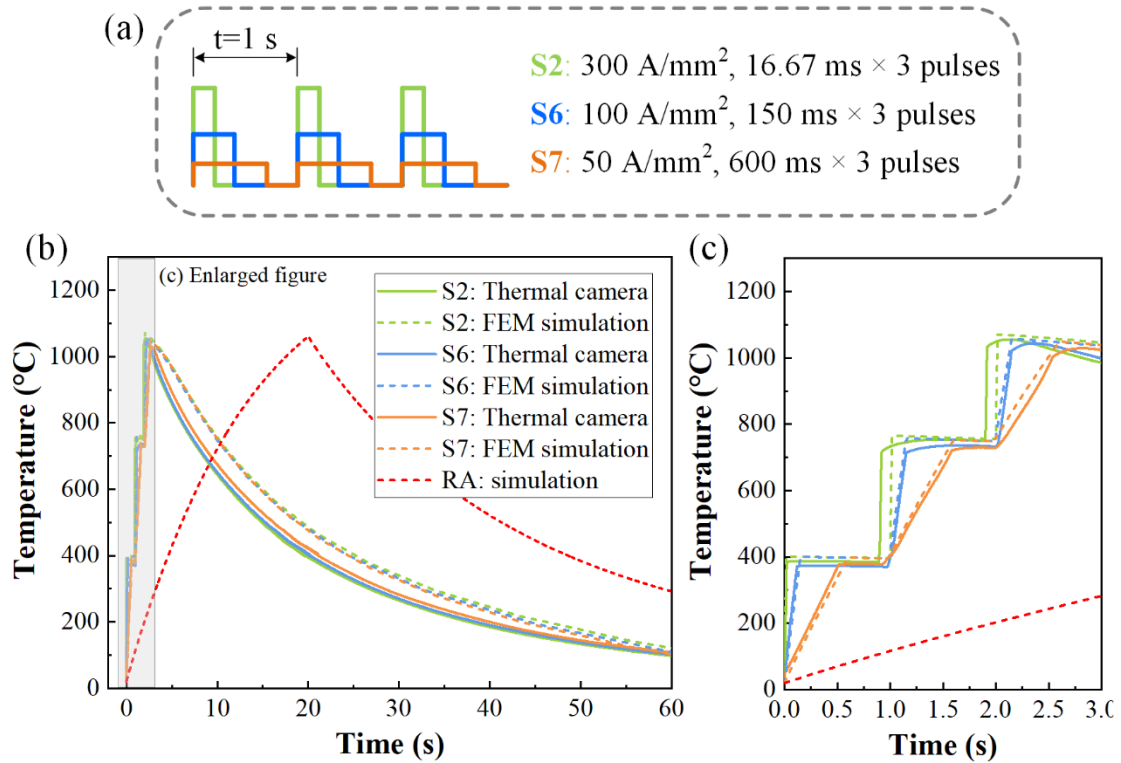 (a)
t=1 s
S2: 300 A/mm², 16.67 ms × 3 pulses
S6: 100 A/mm², 150 ms × 3 pulses
S7: 50 A/mm², 600 ms × 3 pulses
(b)
(c) Enlarged figure
S2: Thermal camera
S2: FEM simulation
S6: Thermal camera
S6: FEM simulation
S7: Thermal camera
S7: FEM simulation
RA: simulation
Temperature (°C)
1200
1000
800
600
400
200
0
0 10 20 30 40 50 60
Time (s)
(c)
Temperature (°C)
1200
1000
800
600
400
200
0
0.0 0.5 1.0 1.5 2.0 2.5 3.0
Time (s)